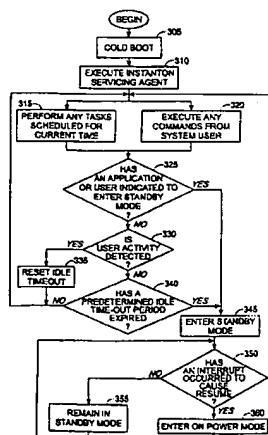 BEGIN
305
COLD BOOT
310
EXECUTE INSTANTON
SERVICING AGENT
315
PERFORM ANY TASKS
SCHEDULED FOR
CURRENT TIME
320
EXECUTE ANY
COMMANDS FROM
SYSTEM USER
325
HAS
AN APPLICATION
OR USER INDICATED TO
ENTER STANDBY
MODE
?
YES
NO
330
IS
USER ACTIVITY
DETECTED
?
YES
NO
335
RESET IDLE
TIMEOUT
340
HAS A
PREDETERMINED IDLE
TIME-OUT PERIOD
EXPIRED
?
NO
YES
345
ENTER STANDBY
MODE
350
HAS
AN INTERRUPT
OCCURRED TO
CAUSE
RESUME
?
NO
YES
355
REMAIN IN
STANDBY MODE
360
ENTER ON POWER MODE